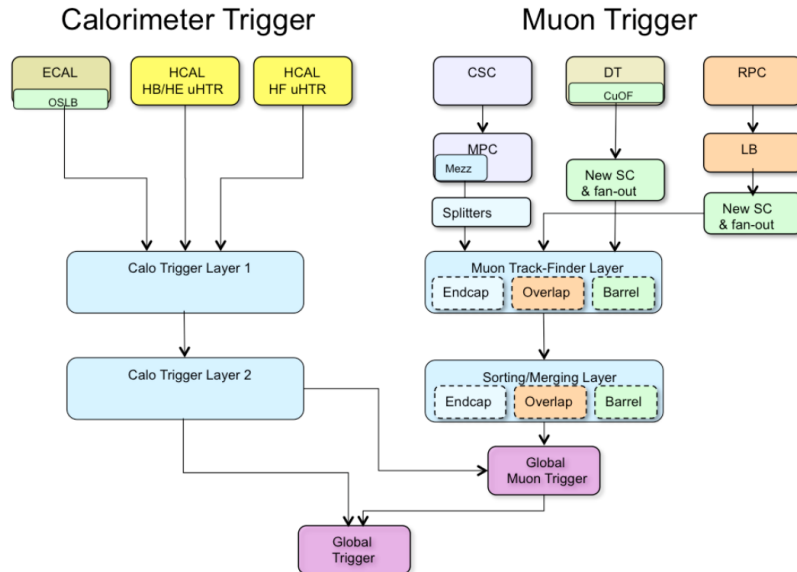 Calorimeter Trigger
Muon Trigger
ECAL
OSLB
HCAL
HB/HE uHTR
HCAL
HF uHTR
CSC
DT
CuOF
RPC
MPC
Mezz
LB
New SC
& fan-out
Splitters
New SC
& fan-out
Calo Trigger Layer 1
Muon Track-Finder Layer
Endcap
Overlap
Barrel
Calo Trigger Layer 2
Sorting/Merging Layer
Endcap
Overlap
Barrel
Global
Muon Trigger
Global
Trigger